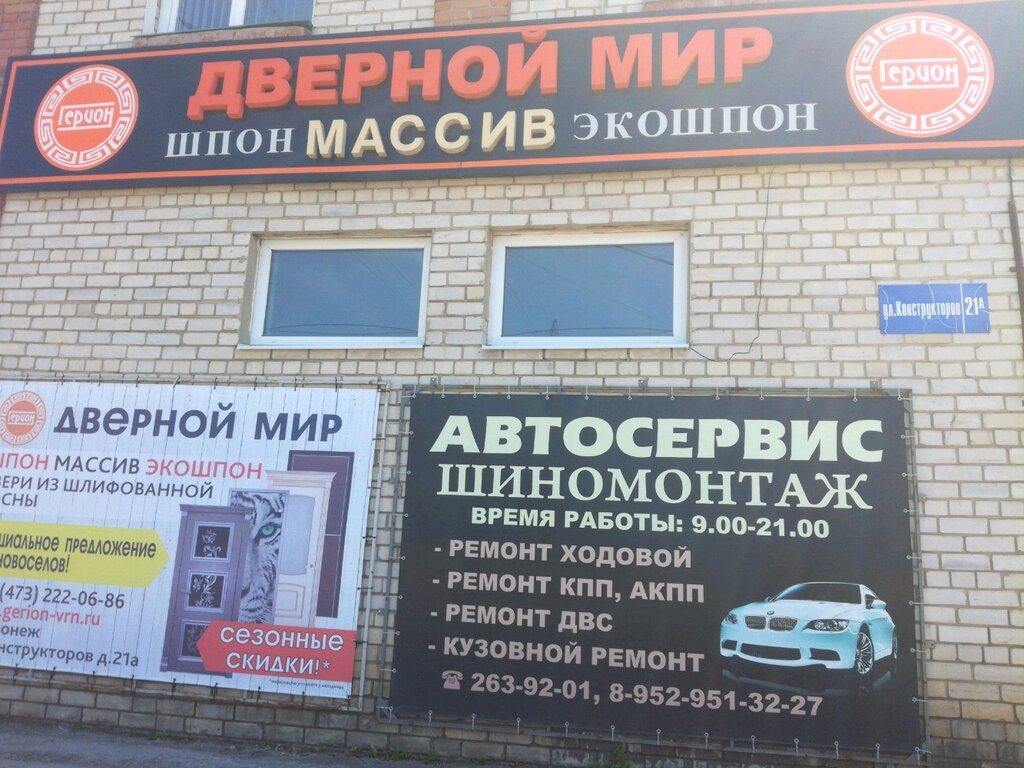 ДВЕРНОЙ МИР
Герион
Герион
ШПОН МАССИВ ЭКОШПОН
ул.Конструкторов 21А
Герион
ДВЕРНОЙ МИР
ШПОН МАССИВ ЭКОШПОН
ВЕРИ ИЗ ШЛИФОВАННОЙ
ОСНЫ
циальное предложение
новоселов!
(473) 222-06-86
.gerion-vrn.ru
онеж
нструкторов д.21а
СЕЗОННЫЕ
СКИДКИ!*
АВТОСЕРВИС
ШИНОМОНТАЖ
ВРЕМЯ РАБОТЫ: 9.00-21.00
- РЕМОНТ ХОДОВОЙ
- РЕМОНТ КПП, АКПП
- РЕМОНТ ДВС
- КУЗОВНОЙ РЕМОНТ
☎ 263-92-01, 8-952-951-32-27